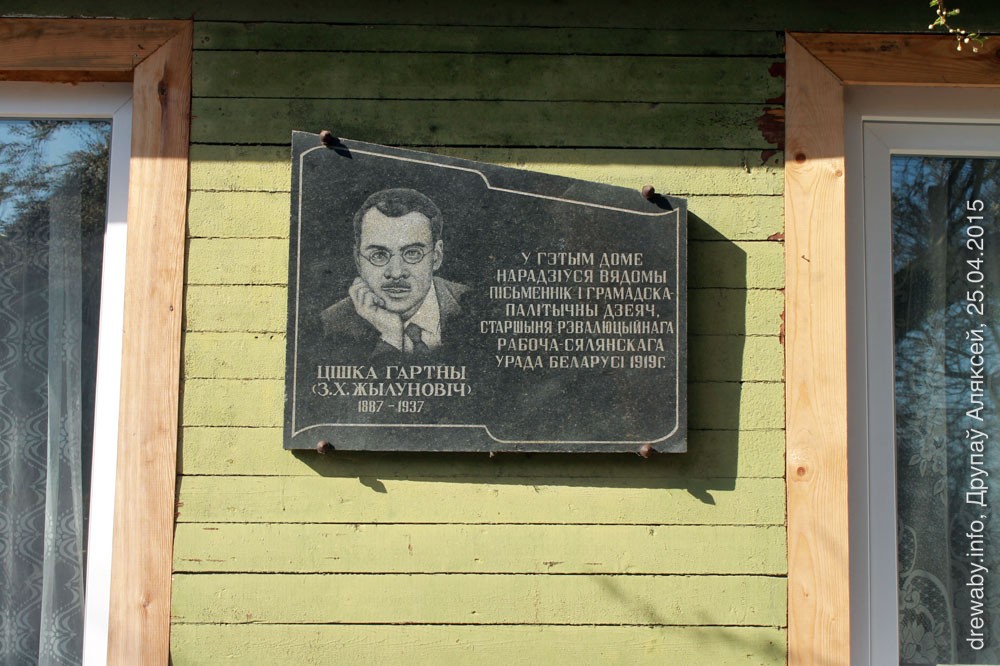 ЦІШКА ГАРТНЫ
(З.Х.ЖЫЛУНОВІЧ)
1887 - 1937
У ГЭТЫМ ДОМЕ
НАРАДЗІЎСЯ ВЯДОМЫ
ПІСЬМЕННІК І ГРАМАДСКА-
ПАЛІТЫЧНЫ ДЗЕЯЧ,
СТАРШЫНЯ РЭВАЛЮЦЫЙНАГА
РАБОЧА-СЯЛЯНСКАГА
УРАДА БЕЛАРУСІ 1919Г.
drewaby.info, Друпаў Аляксей, 25.04.2015